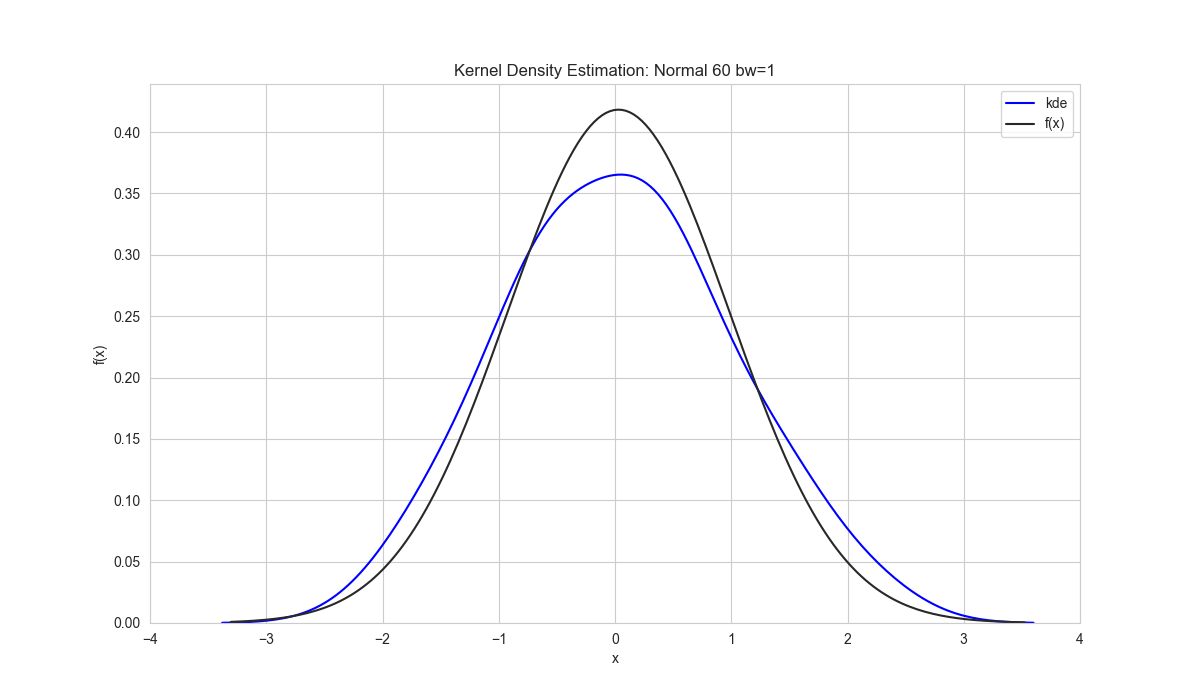 Kernel Density Estimation: Normal 60 bw=1
kde
f(x)
0.40
0.35
0.30
0.25
0.20
0.15
0.10
0.05
0.00
f(x)
−4 −3 −2 −1 0 1 2 3 4
x